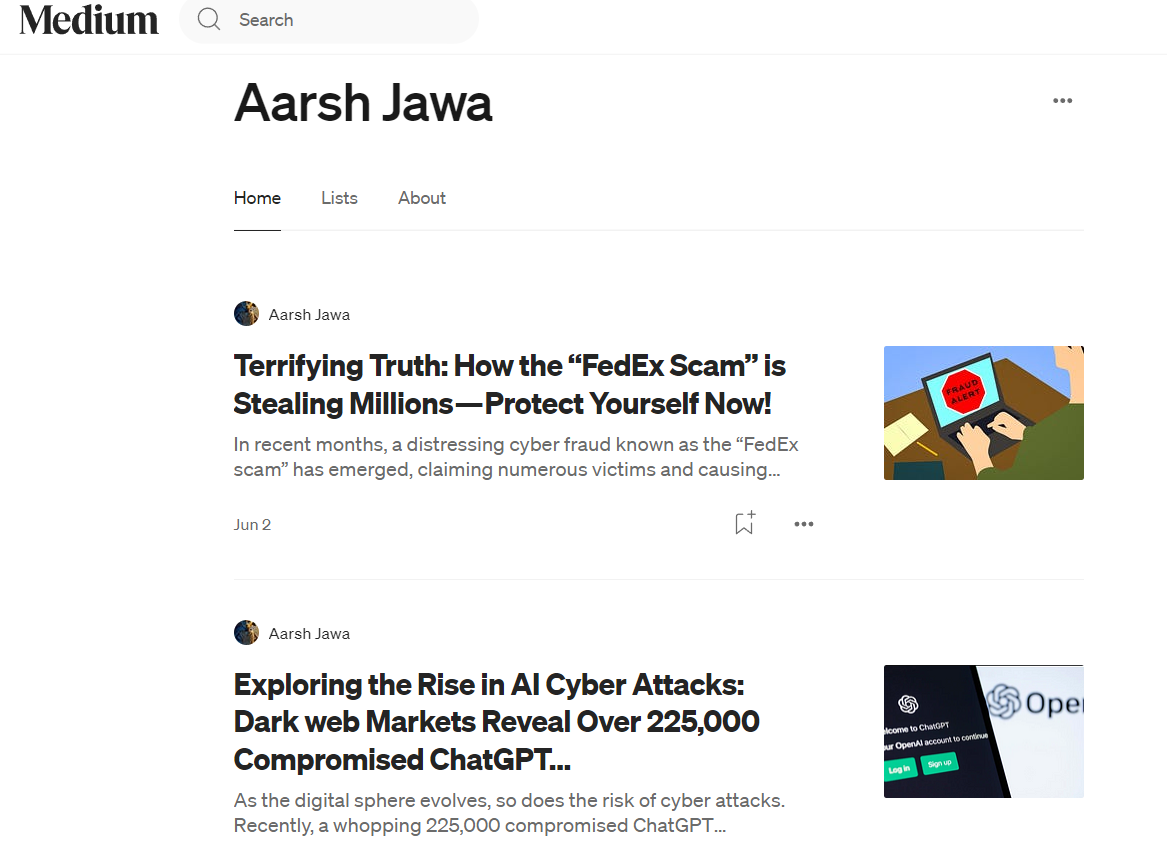 Medium
Search
Aarsh Jawa
Home
Lists
About
Aarsh Jawa
Terrifying Truth: How the “FedEx Scam” is
Stealing Millions—Protect Yourself Now!
In recent months, a distressing cyber fraud known as the “FedEx
scam” has emerged, claiming numerous victims and causing...
FRAUD
ALERT
Jun 2
Aarsh Jawa
Exploring the Rise in AI Cyber Attacks:
Dark web Markets Reveal Over 225,000
Compromised ChatGPT...
As the digital sphere evolves, so does the risk of cyber attacks.
Recently, a whopping 225,000 compromised ChatGPT...
elcome to ChatGPT
ur OpenAI account to continue
Log in
Sign up
Oper